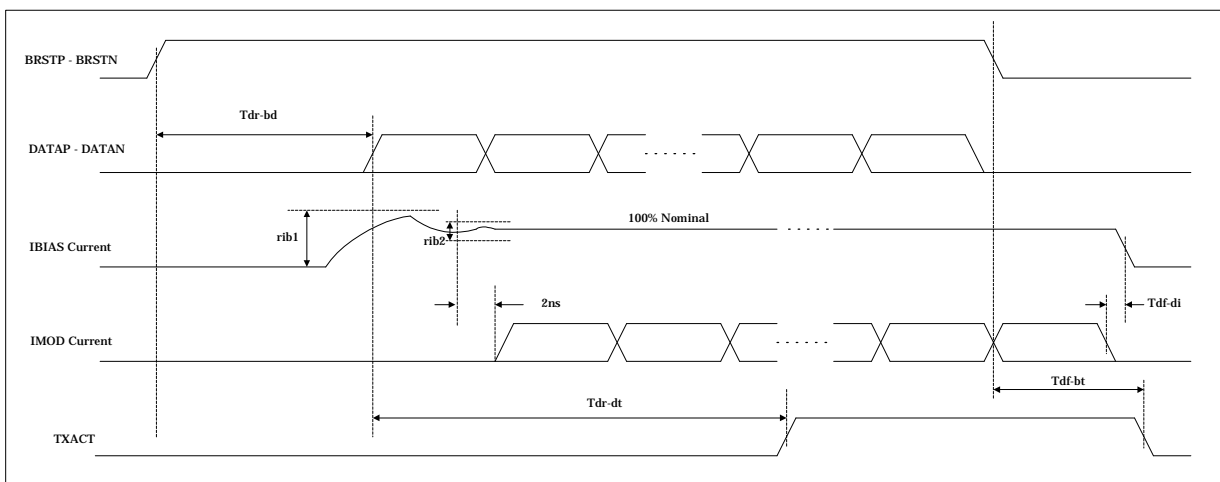 BRSTP - BRSTN
Tdr-bd
DATAP - DATAN
100% Nominal
rib1
rib2
IBIAS Current
2ns
Tdf-di
IMOD Current
Tdf-bt
Tdr-dt
TXACT